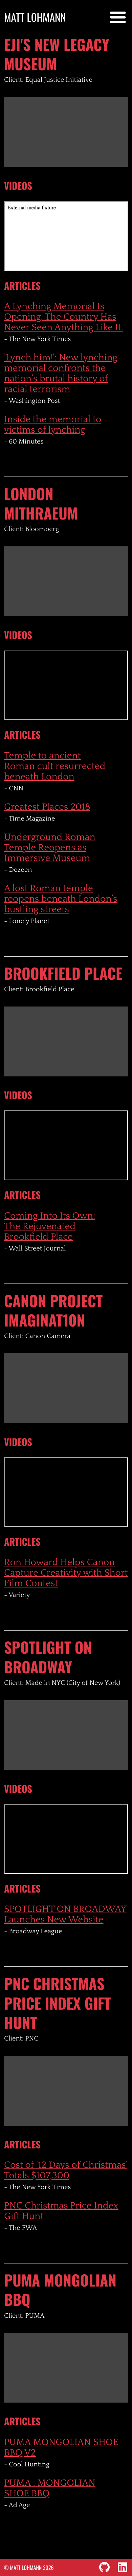 MATT LOHMANN
EJI'S NEW LEGACY
MUSEUM
Client: Equal Justice Initiative
VIDEOS
External media fixture
ARTICLES
A Lynching Memorial Is
Opening. The Country Has
Never Seen Anything Like It.
- The New York Times
'Lynch him!': New lynching
memorial confronts the
nation's brutal history of
racial terrorism
- Washington Post
Inside the memorial to
victims of lynching
- 60 Minutes
LONDON
MITHRAEUM
Client: Bloomberg
VIDEOS
ARTICLES
Temple to ancient
Roman cult resurrected
beneath London
- CNN
Greatest Places 2018
- Time Magazine
Underground Roman
Temple Reopens as
Immersive Museum
- Dezeen
A lost Roman temple
reopens beneath London's
bustling streets
- Lonely Planet
BROOKFIELD PLACE
Client: Brookfield Place
VIDEOS
ARTICLES
Coming Into Its Own:
The Rejuvenated
Brookfield Place
- Wall Street Journal
CANON PROJECT
IMAGINAT10N
Client: Canon Camera
VIDEOS
ARTICLES
Ron Howard Helps Canon
Capture Creativity with Short
Film Contest
- Variety
SPOTLIGHT ON
BROADWAY
Client: Made in NYC (City of New York)
VIDEOS
ARTICLES
SPOTLIGHT ON BROADWAY
Launches New Website
- Broadway League
PNC CHRISTMAS
PRICE INDEX GIFT
HUNT
Client: PNC
ARTICLES
Cost of '12 Days of Christmas'
Totals $107,300
- The New York Times
PNC Christmas Price Index
Gift Hunt
- The FWA
PUMA MONGOLIAN
BBQ
Client: PUMA
ARTICLES
PUMA MONGOLIAN SHOE
BBQ V2
- Cool Hunting
PUMA - MONGOLIAN
SHOE BBQ
- Ad Age
© MATT LOHMANN 2026